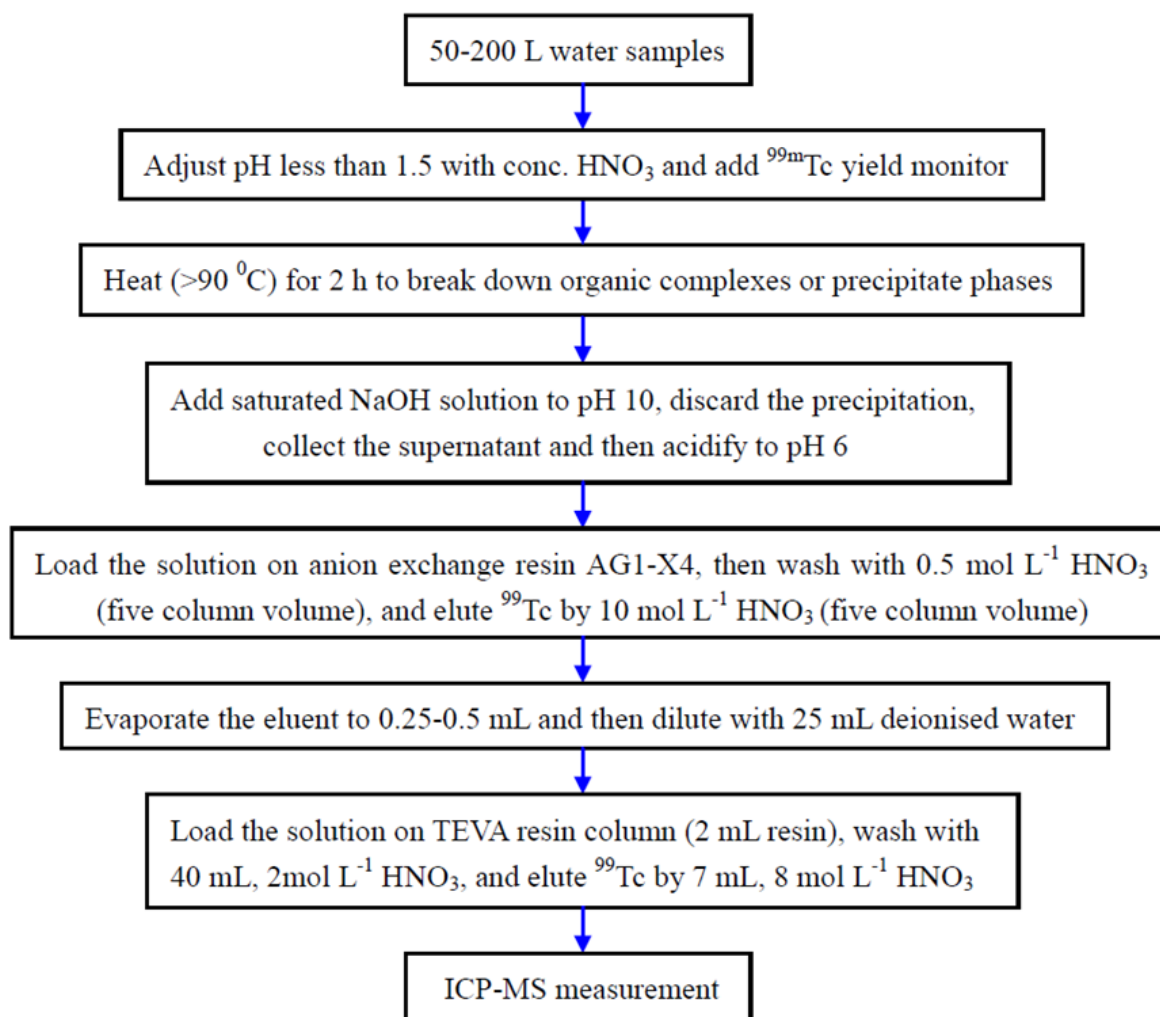 50-200 L water samples
Adjust pH less than 1.5 with conc. HNO₃ and add ⁹⁹ᵐTc yield monitor
Heat (>90 ⁰C) for 2 h to break down organic complexes or precipitate phases
Add saturated NaOH solution to pH 10, discard the precipitation,
collect the supernatant and then acidify to pH 6
Load the solution on anion exchange resin AG1-X4, then wash with 0.5 mol L⁻¹ HNO₃
(five column volume), and elute ⁹⁹Tc by 10 mol L⁻¹ HNO₃ (five column volume)
Evaporate the eluent to 0.25-0.5 mL and then dilute with 25 mL deionised water
Load the solution on TEVA resin column (2 mL resin), wash with
40 mL, 2mol L⁻¹ HNO₃, and elute ⁹⁹Tc by 7 mL, 8 mol L⁻¹ HNO₃
ICP-MS measurement